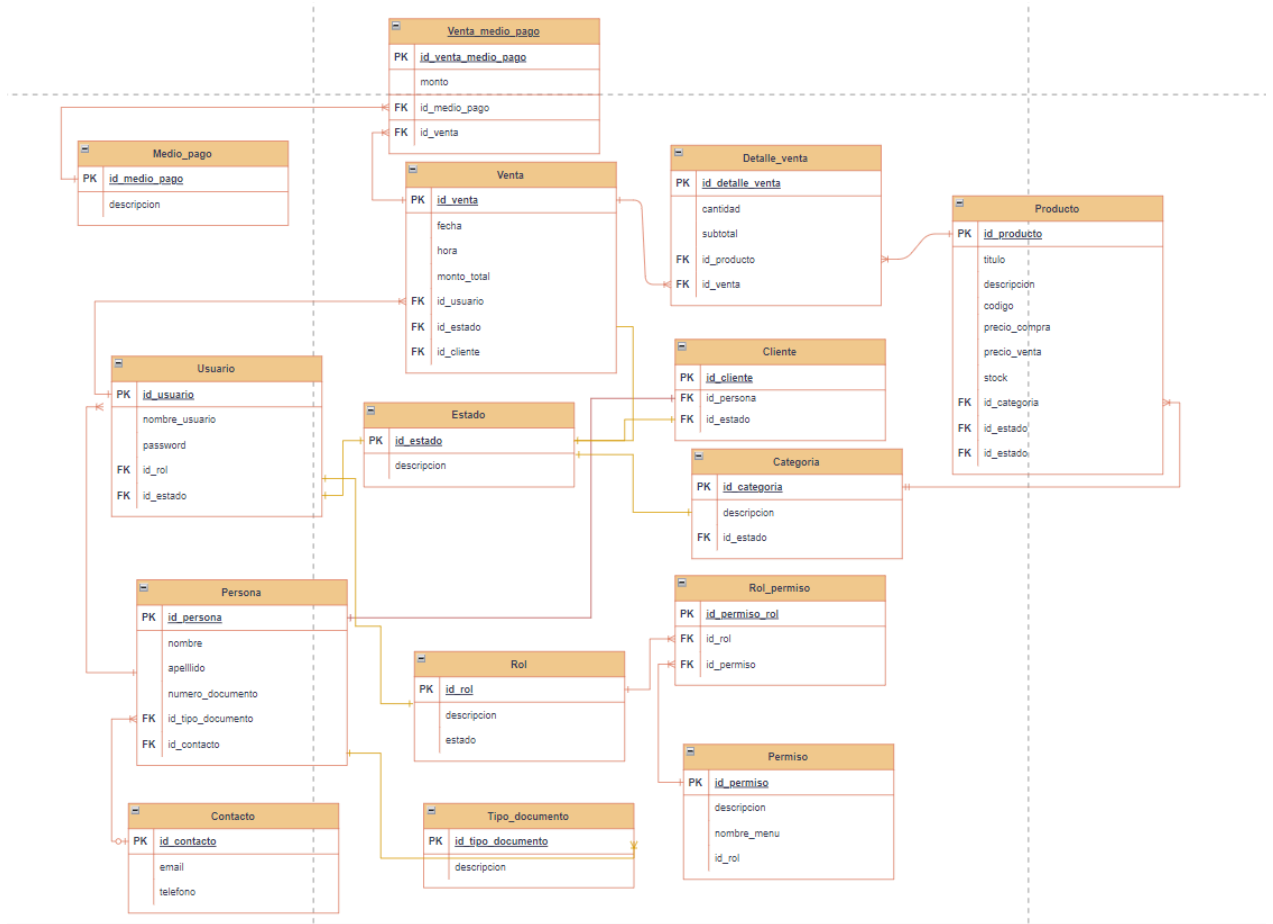 Venta_medio_pago
PK id_venta_medio_pago
monto
FK id_medio_pago
FK id_venta
Medio_pago
PK id_medio_pago
descripcion
Venta
PK id_venta
fecha
hora
monto_total
FK id_usuario
FK id_estado
FK id_cliente
Detalle_venta
PK id_detalle_venta
cantidad
subtotal
FK id_producto
FK id_venta
Producto
PK id_producto
titulo
descripcion
codigo
precio_compra
precio_venta
stock
FK id_categoria
FK id_estado
FK id_estado
Usuario
PK id_usuario
nombre_usuario
password
FK id_rol
FK id_estado
Estado
PK id_estado
descripcion
Cliente
PK id_cliente
FK id_persona
FK id_estado
Categoria
PK id_categoria
descripcion
FK id_estado
Persona
PK id_persona
nombre
apelllido
numero_documento
FK id_tipo_documento
FK id_contacto
Rol
PK id_rol
descripcion
estado
Rol_permiso
PK id_permiso_rol
FK id_rol
FK id_permiso
Permiso
PK id_permiso
descripcion
nombre_menu
id_rol
Contacto
PK id_contacto
email
telefono
Tipo_documento
PK id_tipo_documento
descripcion